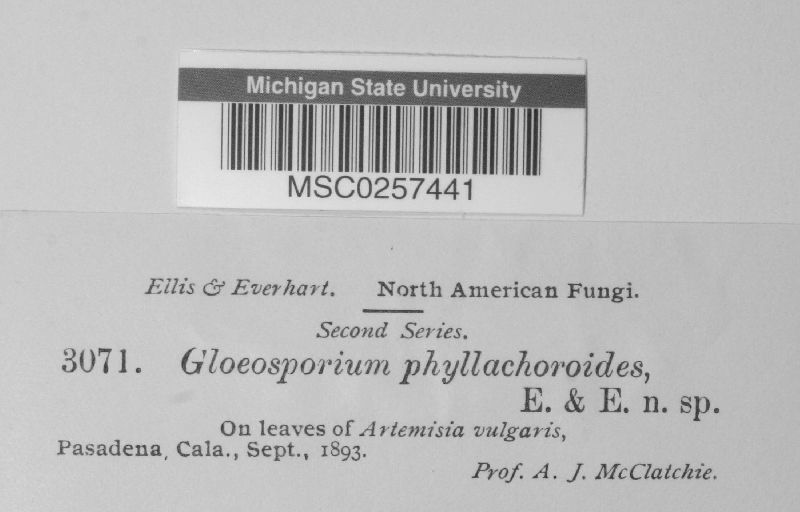 Michigan State University
MSC0257441
Ellis & Everhart. North American Fungi.
Second Series.
3071. Gloeosporium phyllachoroides,
E. & E. n. sp.
On leaves of Artemisia vulgaris,
Pasadena, Cala., Sept., 1893.
Prof. A. J. McClatchie.